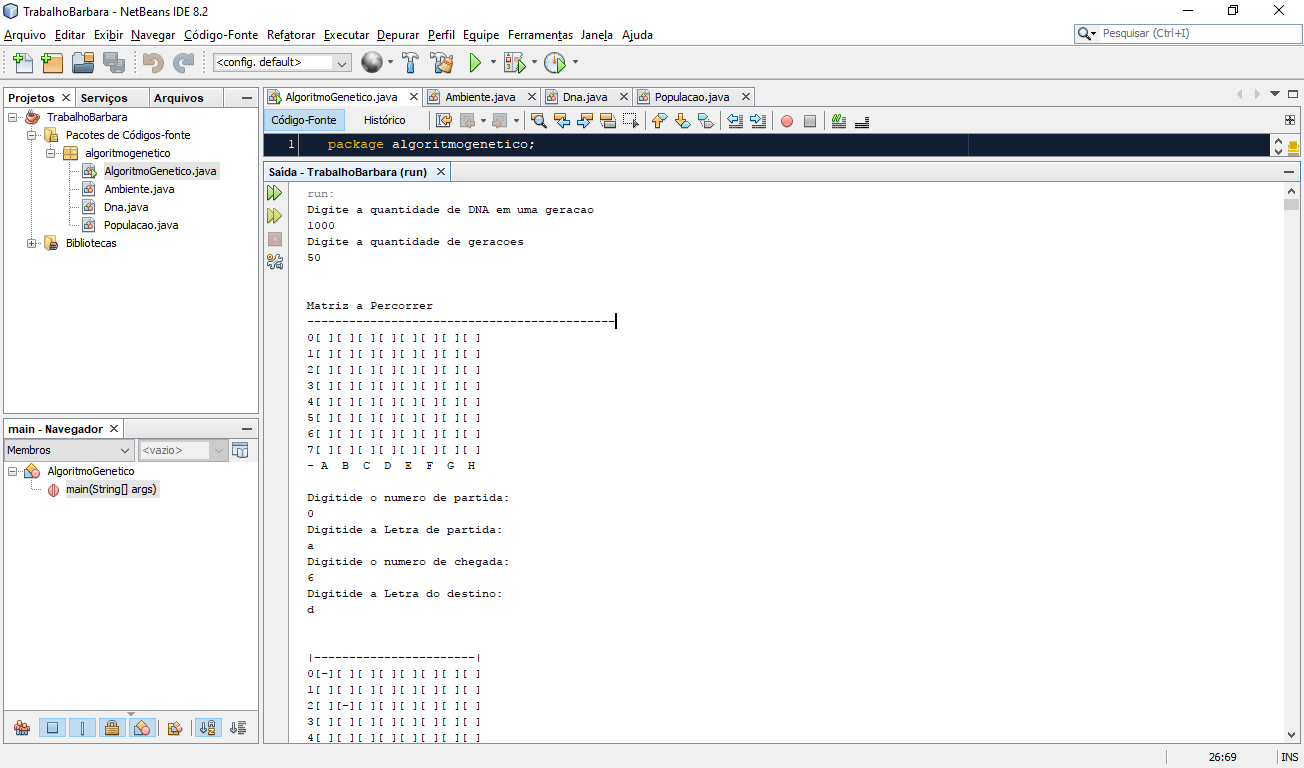 TrabalhoBarbara - NetBeans IDE 8.2
Arquivo Editar Exibir Navegar Código-Fonte Refatorar Executar Depurar Perfil Equipe Ferramentas Janela Ajuda
Pesquisar (Ctrl+I)
<config. default>
Projetos Serviços Arquivos
TrabalhoBarbara
Pacotes de Códigos-fonte
algoritmogenetico
AlgoritmoGenetico.java
Ambiente.java
Dna.java
Populacao.java
Bibliotecas
main - Navegador
Membros <vazio>
AlgoritmoGenetico
main(String[] args)
AlgoritmoGenetico.java Ambiente.java Dna.java Populacao.java
Código-Fonte Histórico
1 package algoritmogenetico;
Saída - TrabalhoBarbara (run)
run:
Digite a quantidade de DNA em uma geracao
1000
Digite a quantidade de geracoes
50
Matriz a Percorrer
--------------------------------------------
0[ ][ ][ ][ ][ ][ ][ ][ ]
1[ ][ ][ ][ ][ ][ ][ ][ ]
2[ ][ ][ ][ ][ ][ ][ ][ ]
3[ ][ ][ ][ ][ ][ ][ ][ ]
4[ ][ ][ ][ ][ ][ ][ ][ ]
5[ ][ ][ ][ ][ ][ ][ ][ ]
6[ ][ ][ ][ ][ ][ ][ ][ ]
7[ ][ ][ ][ ][ ][ ][ ][ ]
- A  B  C  D  E  F  G  H
Digitide o numero de partida:
0
Digitide a Letra de partida:
a
Digitide o numero de chegada:
6
Digitide a Letra do destino:
d
|-----------------------|
0[-][ ][ ][ ][ ][ ][ ][ ]
1[ ][ ][ ][ ][ ][ ][ ][ ]
2[ ][-][ ][ ][ ][ ][ ][ ]
3[ ][ ][ ][ ][ ][ ][ ][ ]
4[ ][ ][ ][ ][ ][ ][ ][ ]
26:69 INS